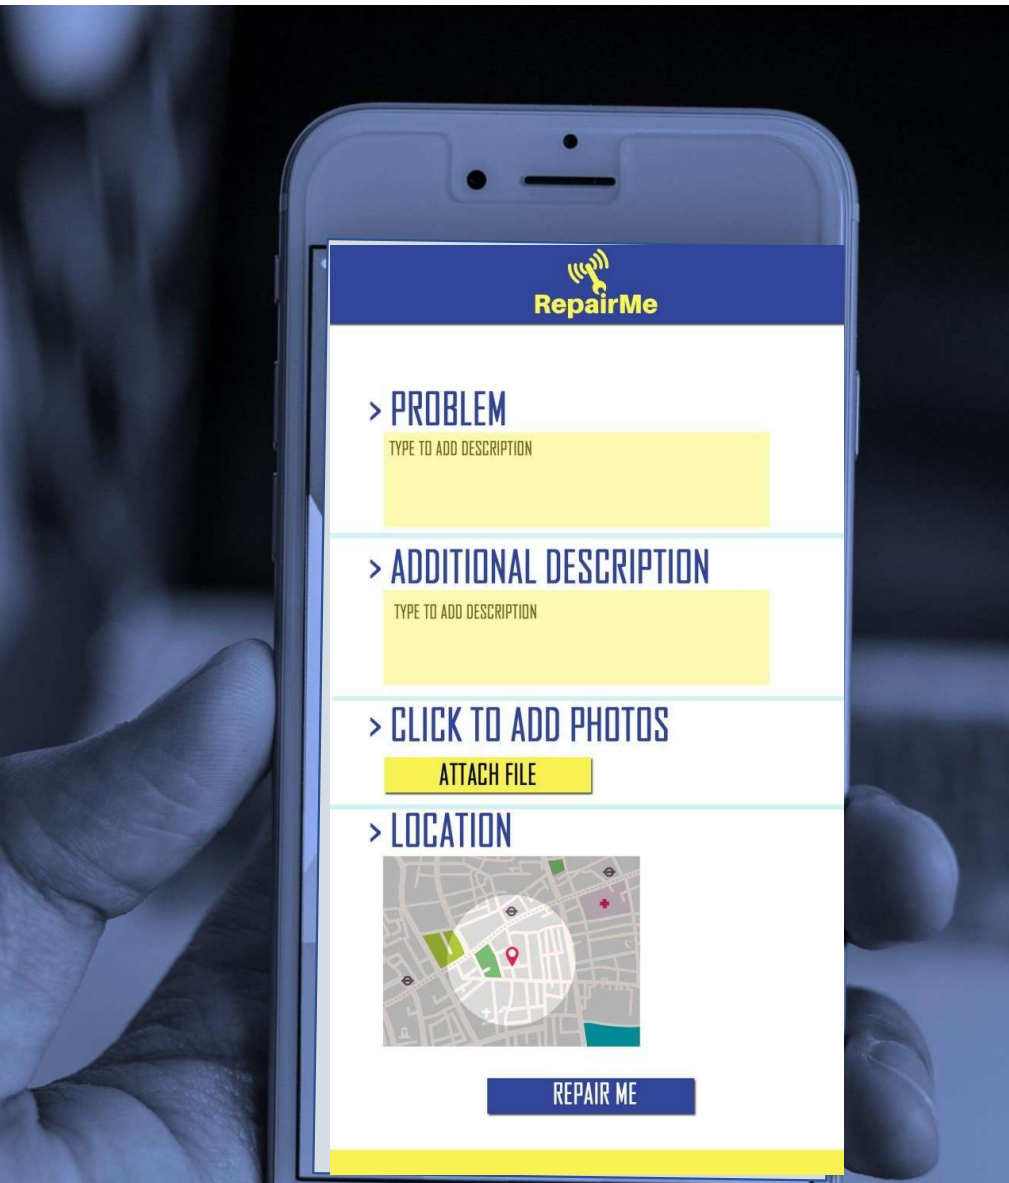 RepairMe
> PROBLEM
TYPE TO ADD DESCRIPTION
> ADDITIONAL DESCRIPTION
TYPE TO ADD DESCRIPTION
> CLICK TO ADD PHOTOS
ATTACH FILE
> LOCATION
REPAIR ME